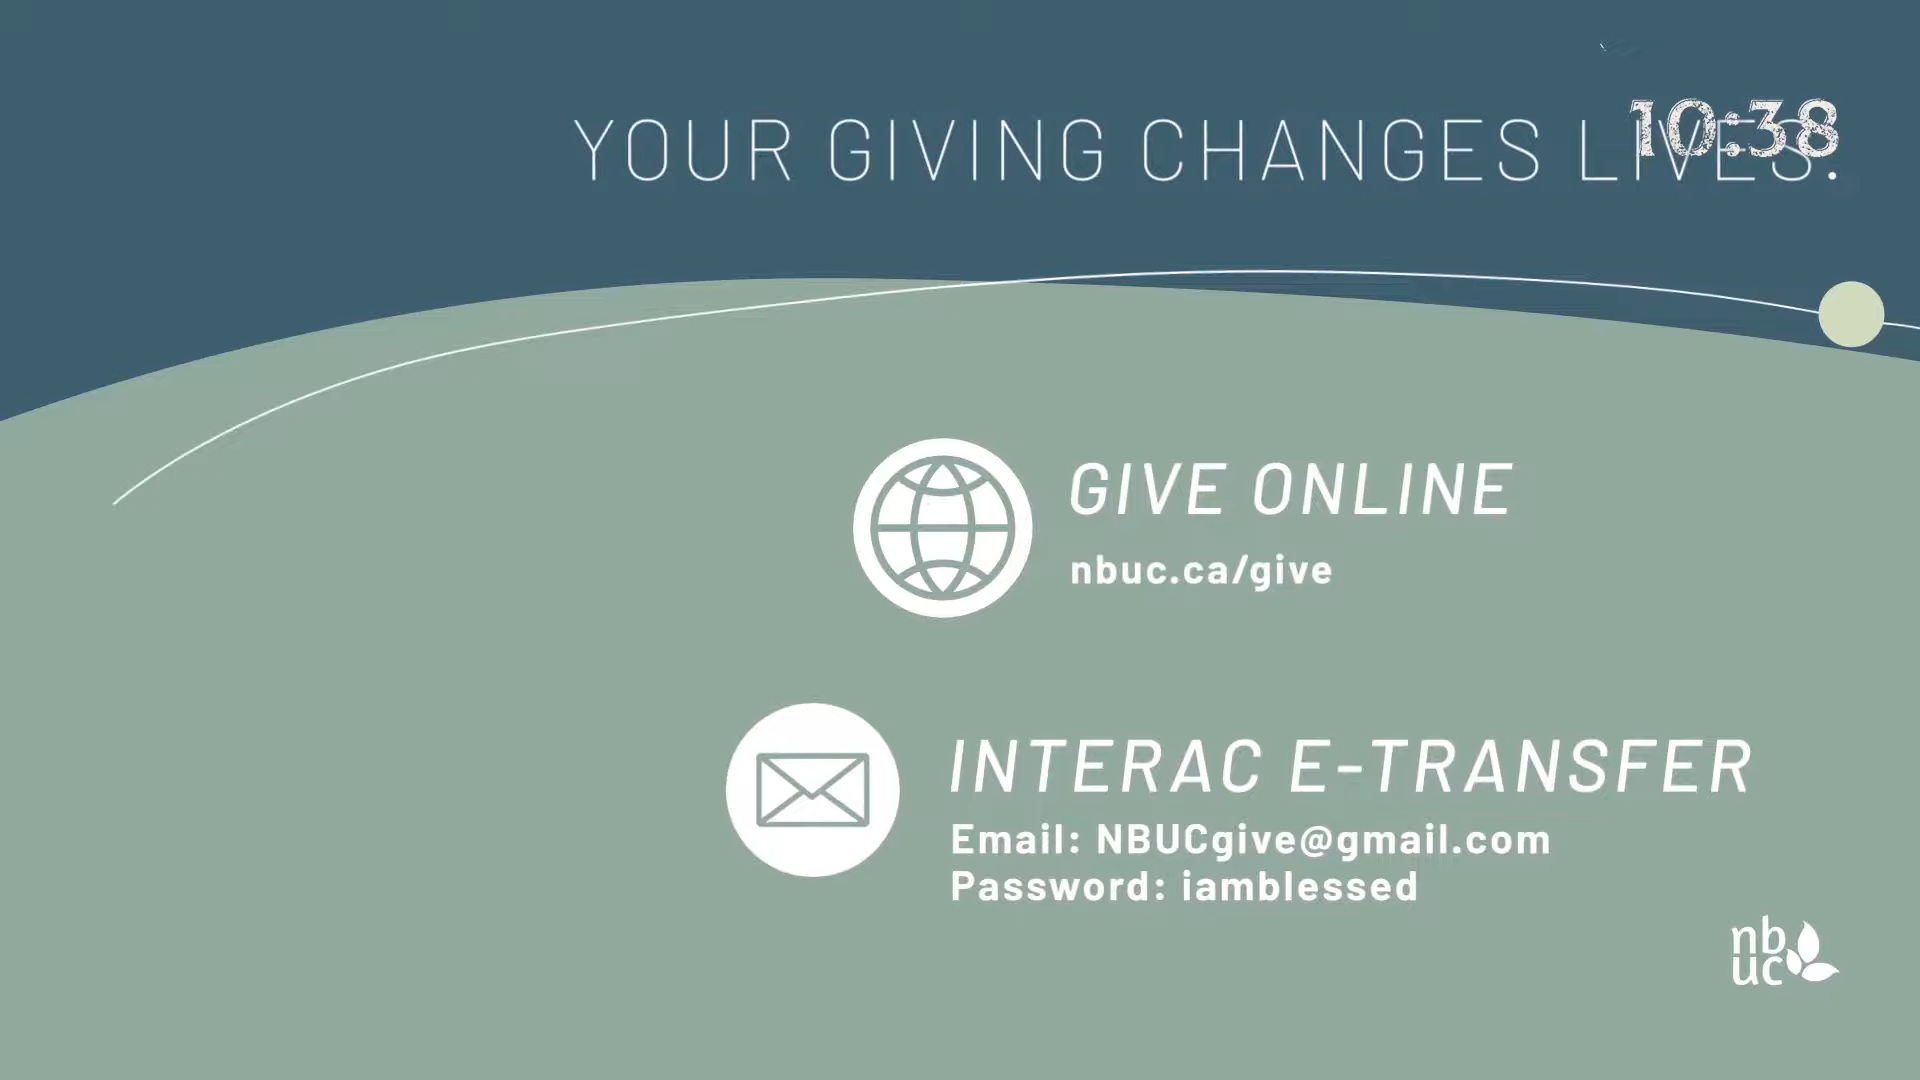 YOUR GIVING CHANGES LIVES.
10:38
GIVE ONLINE
nbuc.ca/give
INTERAC E-TRANSFER
Email: NBUCgive@gmail.com
Password: iamblessed
nb
uc